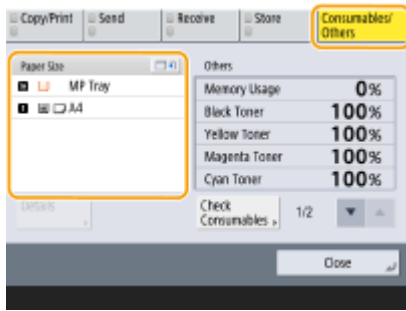 Copy/Print Send Receive Store Consumables/
Others
Paper Size
MP Tray
1 A4
Others
Memory Usage 0%
Black Toner 100%
Yellow Toner 100%
Magenta Toner 100%
Cyan Toner 100%
Details
Check
Consumables
1/2
Close